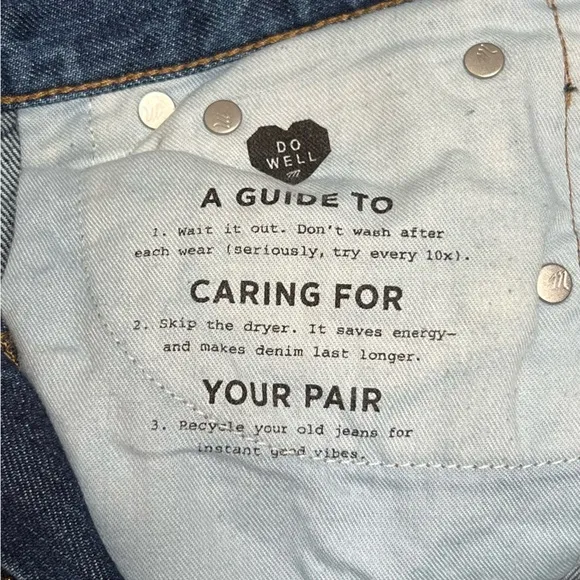 DO
WELL
m
A GUIDE TO
1. Wait it out. Don't wash after
each wear (seriously, try every 10x).
CARING FOR
2. Skip the dryer. It saves energy—
and makes denim last longer.
YOUR PAIR
3. Recycle your old jeans for
instant good vibes.